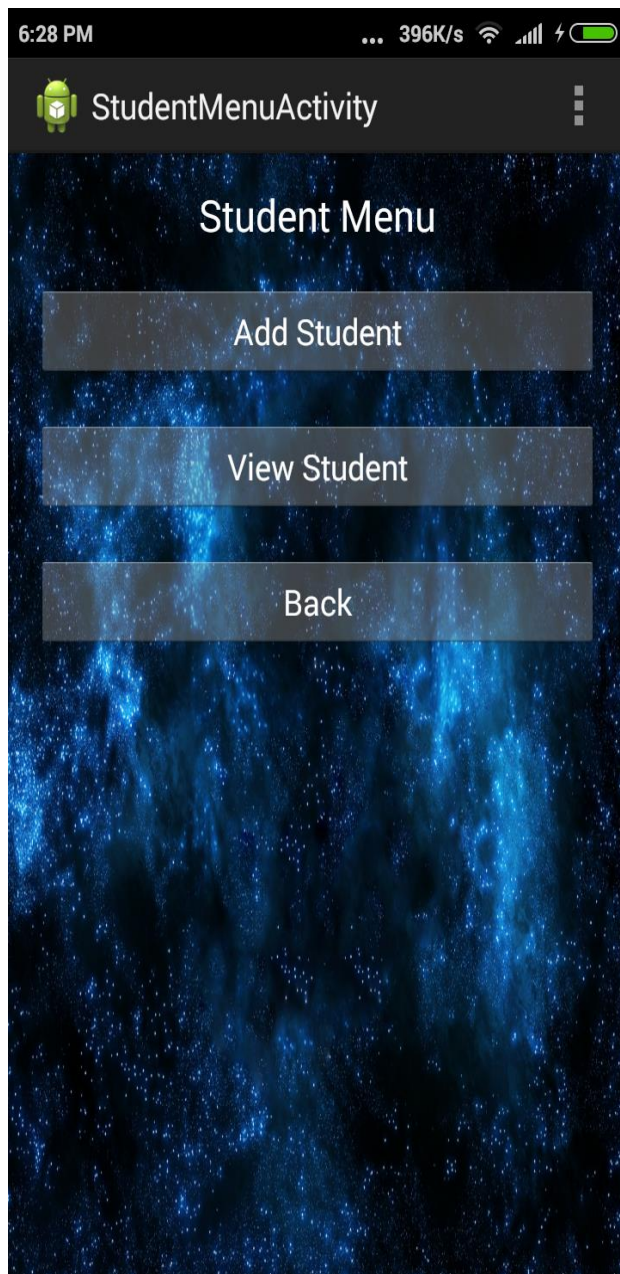 6:28 PM ... 396K/s
StudentMenuActivity
Student Menu
Add Student
View Student
Back